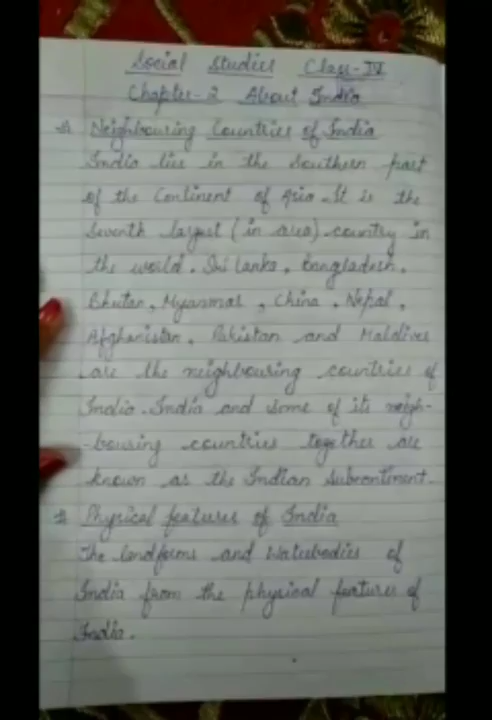 Social Studies Class-IV
Chapter-2 About India
Neighbouring Countries of India
India lies in the Southern part
of the Continent of Asia. It is the
Seventh largest (in area) country in
the world. Sri Lanka, Bangladesh,
Bhutan, Myanmar, China, Nepal,
Afghanistan, Pakistan and Maldives
are the neighbouring countries of
India. India and some of its neigh-
-bouring countries together are
known as the Indian Subcontinent.
Physical features of India
The landforms and Waterbodies of
India from the physical features of
India.